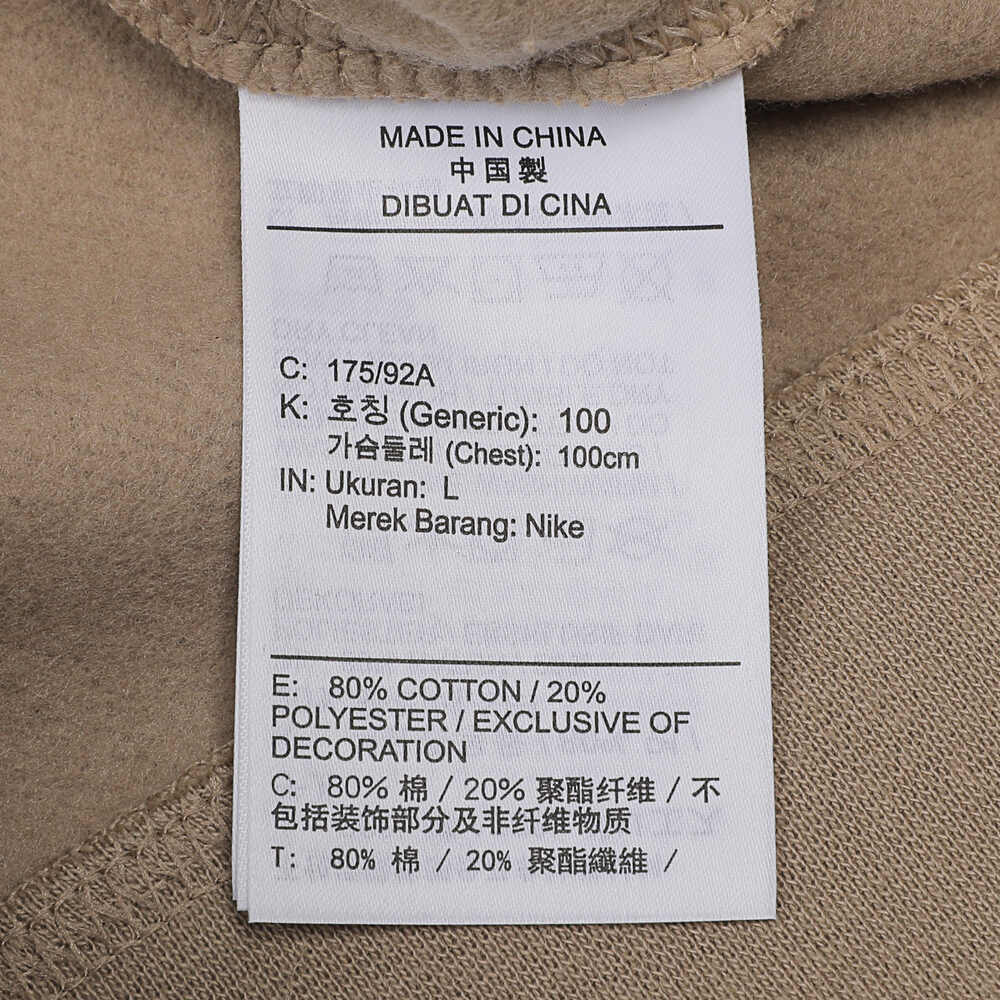 MADE IN CHINA
中国製
DIBUAT DI CINA
C: 175/92A
K: 호칭 (Generic): 100
가슴둘레 (Chest): 100cm
IN: Ukuran: L
Merek Barang: Nike
E: 80% COTTON / 20%
POLYESTER / EXCLUSIVE OF
DECORATION
C: 80% 棉 / 20% 聚酯纤维 / 不
包括装饰部分及非纤维物质
T: 80% 棉 / 20% 聚酯纖維 /